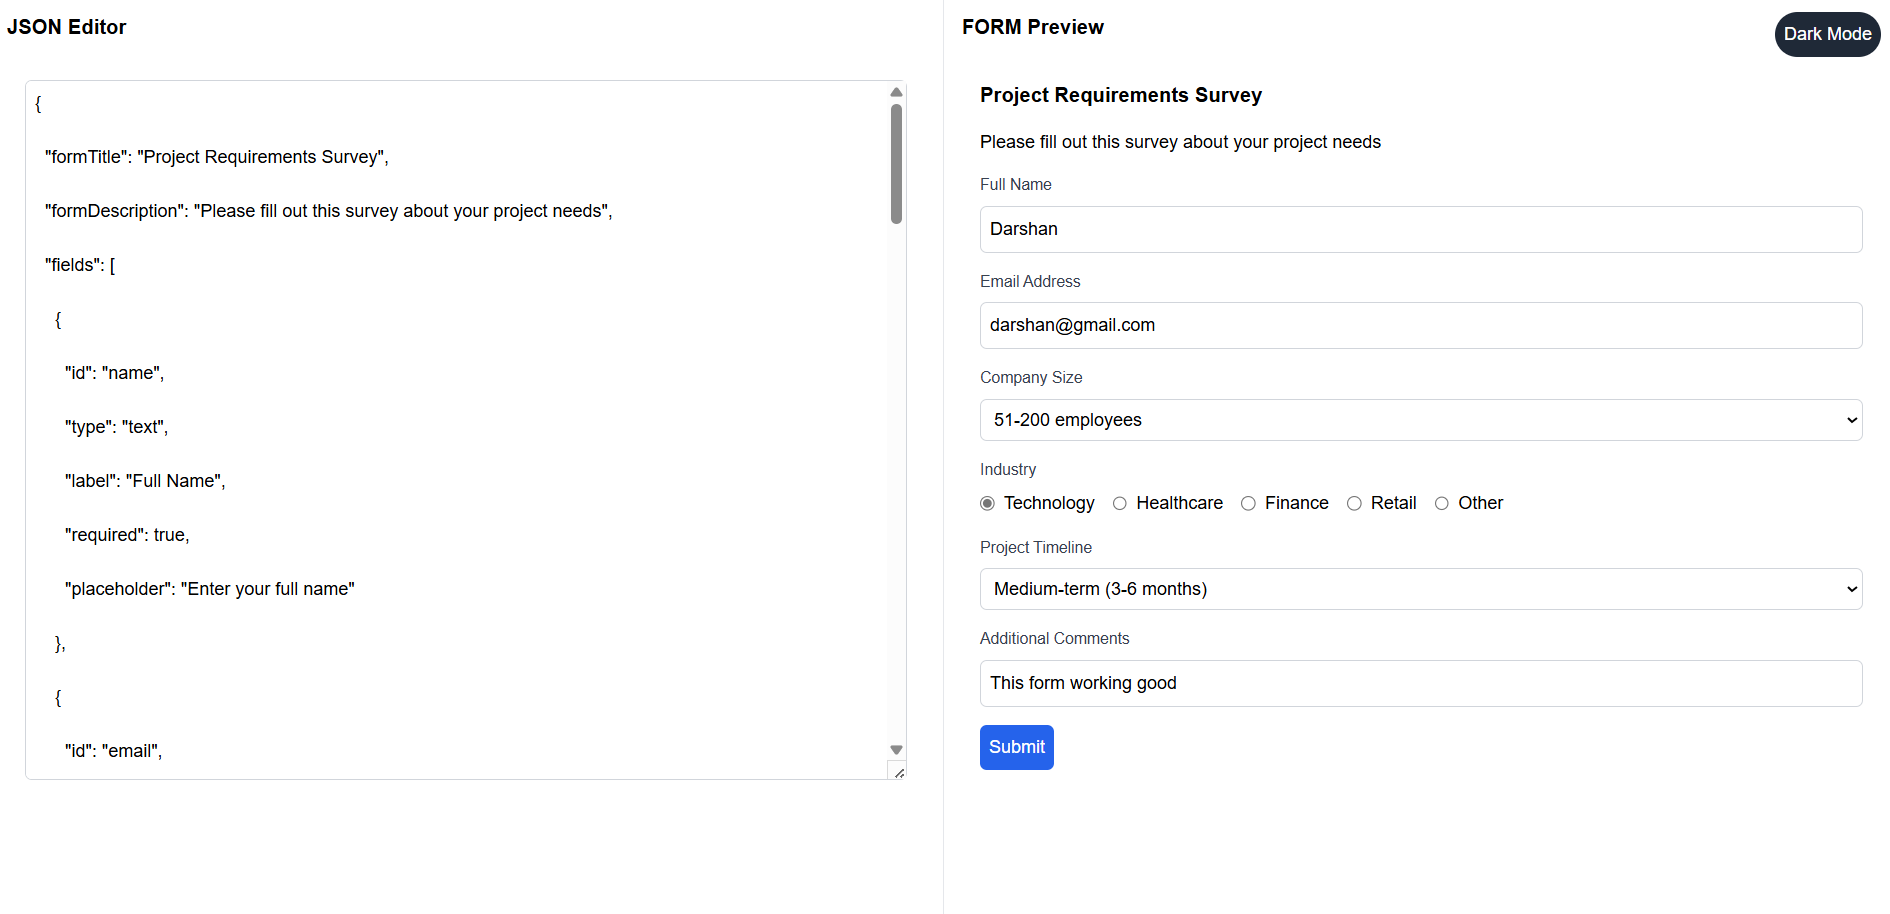 JSON Editor
{
"formTitle": "Project Requirements Survey",
"formDescription": "Please fill out this survey about your project needs",
"fields": [
{
"id": "name",
"type": "text",
"label": "Full Name",
"required": true,
"placeholder": "Enter your full name"
},
{
"id": "email",
FORM Preview
Dark Mode
Project Requirements Survey
Please fill out this survey about your project needs
Full Name
Darshan
Email Address
darshan@gmail.com
Company Size
51-200 employees
Industry
Technology Healthcare Finance Retail Other
Project Timeline
Medium-term (3-6 months)
Additional Comments
This form working good
Submit